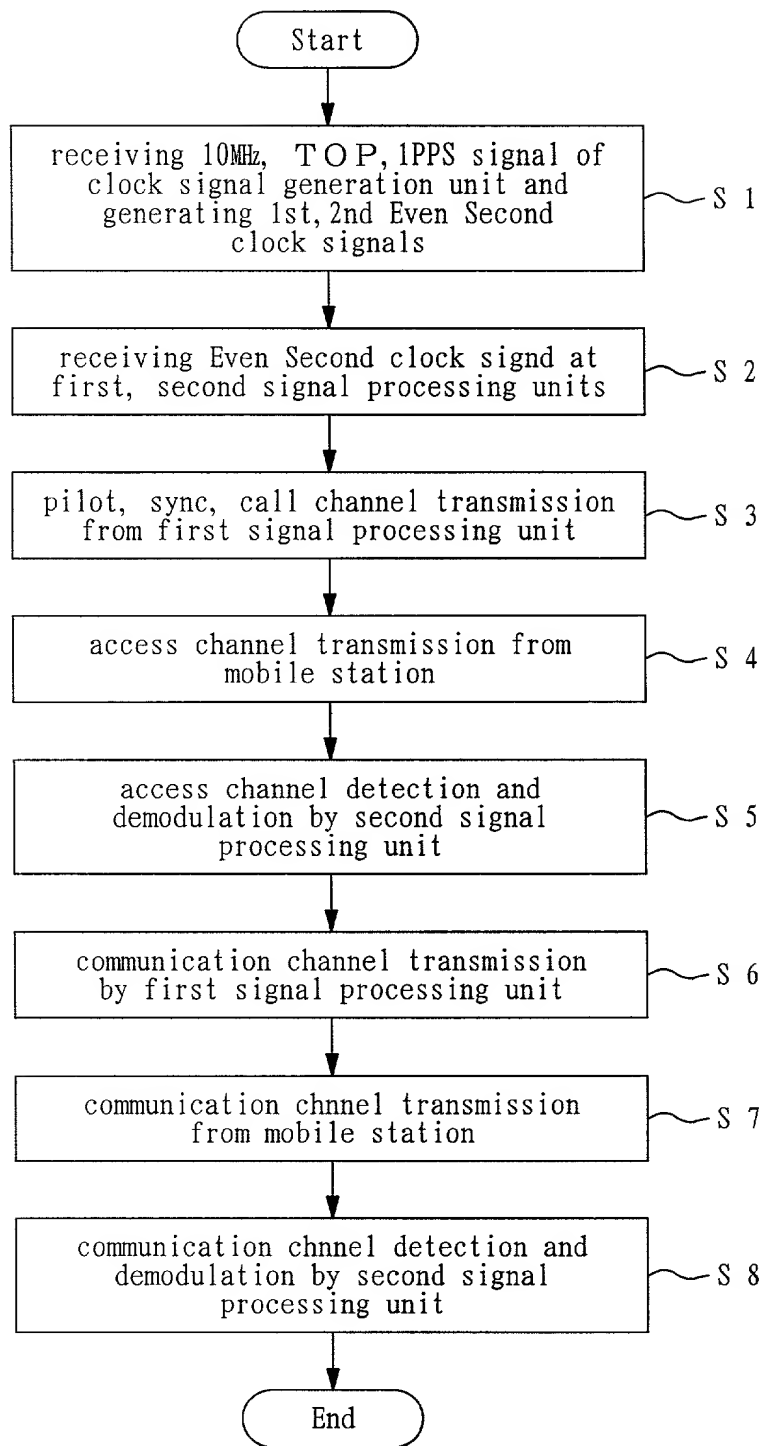 Start
receiving 10MHz, TOP, 1PPS signal of
clock signal generation unit and
generating 1st, 2nd Even Second
clock signals
S 1
receiving Even Second clock signd at
first, second signal processing units
S 2
pilot, sync, call channel transmission
from first signal processing unit
S 3
access channel transmission from
mobile station
S 4
access channel detection and
demodulation by second signal
processing unit
S 5
communication channel transmission
by first signal processing unit
S 6
communication chnnel transmission
from mobile station
S 7
communication chnnel detection and
demodulation by second signal
processing unit
S 8
End